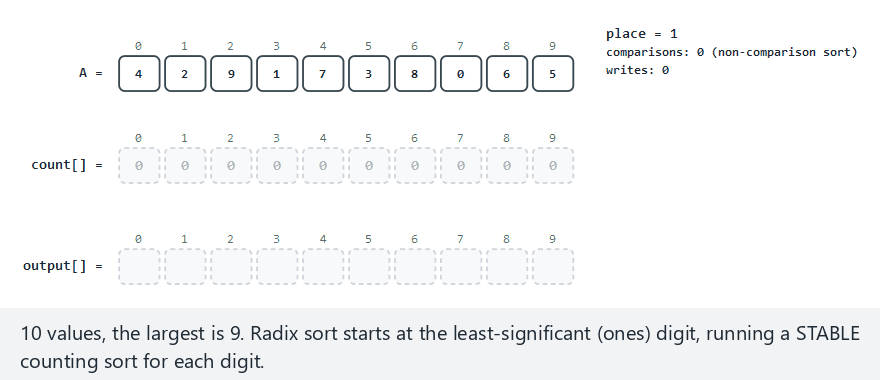 place = 1
comparisons: 0 (non-comparison sort)
writes: 0
0 1 2 3 4 5 6 7 8 9
A = 4 2 9 1 7 3 8 0 6 5
0 1 2 3 4 5 6 7 8 9
count[] = 0 0 0 0 0 0 0 0 0 0
0 1 2 3 4 5 6 7 8 9
output[] =
10 values, the largest is 9. Radix sort starts at the least-significant (ones) digit, running a STABLE
counting sort for each digit.